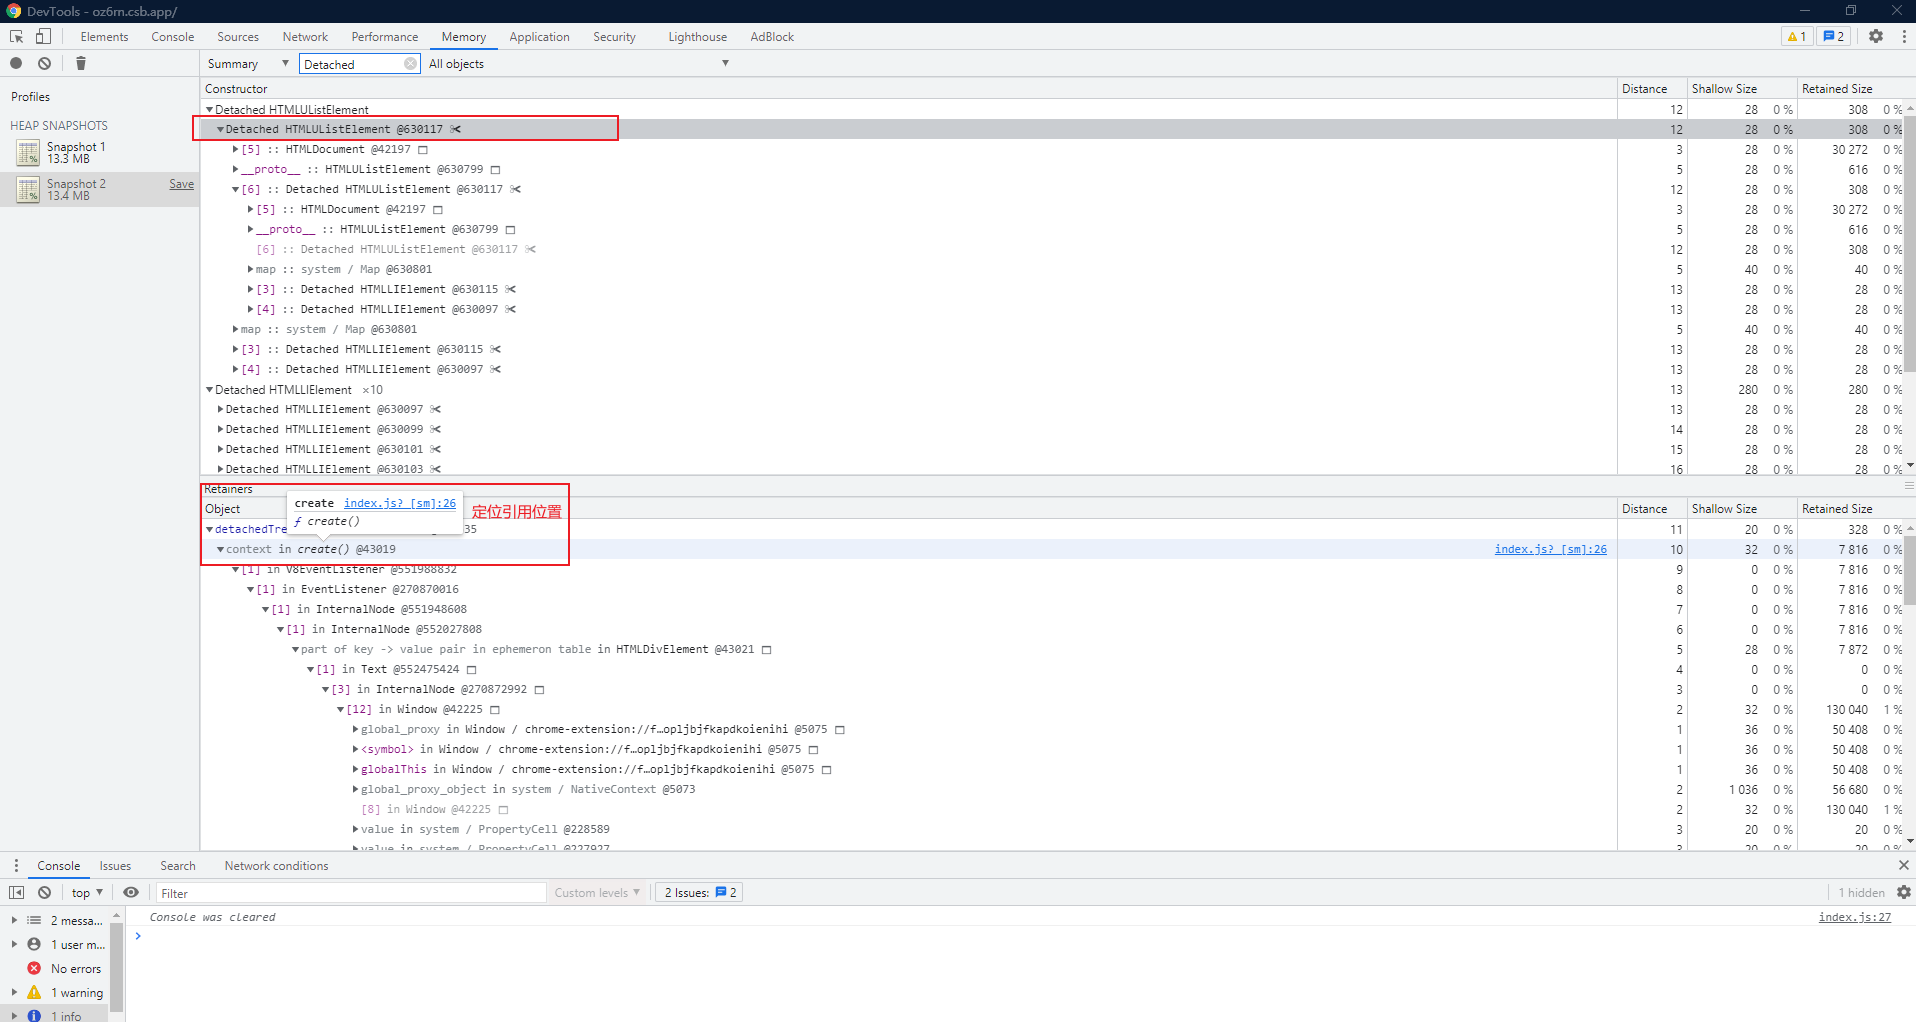 DevTools - oz6rn.csb.app/
Elements Console Sources Network Performance Memory Application Security Lighthouse AdBlock 1 2
Summary ▼ Detached All objects ▼
Profiles
HEAP SNAPSHOTS
Snapshot 1
13.3 MB
Snapshot 2 Save
13.4 MB
Constructor Distance Shallow Size Retained Size
▼Detached HTMLUListElement 12 28 0 % 308 0 %
▼Detached HTMLUListElement @630117 12 28 0 % 308 0 %
▶[5] :: HTMLDocument @42197 3 28 0 % 30 272 0 %
▶__proto__ :: HTMLUListElement @630799 5 28 0 % 616 0 %
▼[6] :: Detached HTMLUListElement @630117 12 28 0 % 308 0 %
▶[5] :: HTMLDocument @42197 3 28 0 % 30 272 0 %
▶__proto__ :: HTMLUListElement @630799 5 28 0 % 616 0 %
[6] :: Detached HTMLUListElement @630117 12 28 0 % 308 0 %
▶map :: system / Map @630801 5 40 0 % 40 0 %
▶[3] :: Detached HTMLLIElement @630115 13 28 0 % 28 0 %
▶[4] :: Detached HTMLLIElement @630097 13 28 0 % 28 0 %
▶map :: system / Map @630801 5 40 0 % 40 0 %
▶[3] :: Detached HTMLLIElement @630115 13 28 0 % 28 0 %
▶[4] :: Detached HTMLLIElement @630097 13 28 0 % 28 0 %
▼Detached HTMLLIElement ×10 13 280 0 % 280 0 %
▶Detached HTMLLIElement @630097 13 28 0 % 28 0 %
▶Detached HTMLLIElement @630099 14 28 0 % 28 0 %
▶Detached HTMLLIElement @630101 15 28 0 % 28 0 %
▶Detached HTMLLIElement @630103 16 28 0 % 28 0 %
Retainers
create index.js? [sm]:26
ƒ create()
定位引用位置
Object Distance Shallow Size Retained Size
▼detachedTre 35 11 20 0 % 328 0 %
▼context in create() @43019 index.js? [sm]:26 10 32 0 % 7 816 0 %
▼[1] in V8EventListener @551988832 9 0 0 % 7 816 0 %
▼[1] in EventListener @270870016 8 0 0 % 7 816 0 %
▼[1] in InternalNode @551948608 7 0 0 % 7 816 0 %
▼[1] in InternalNode @552027808 6 0 0 % 7 816 0 %
▼part of key -> value pair in ephemeron table in HTMLDivElement @43021 5 28 0 % 7 872 0 %
▼[1] in Text @552475424 4 0 0 % 0 0 %
▼[3] in InternalNode @270872992 3 0 0 % 0 0 %
▼[12] in Window @42225 2 32 0 % 130 040 1 %
▶global_proxy in Window / chrome-extension://f…opljbjfkapdkoienihi @5075 1 36 0 % 50 408 0 %
▶<symbol> in Window / chrome-extension://f…opljbjfkapdkoienihi @5075 1 36 0 % 50 408 0 %
▶globalThis in Window / chrome-extension://f…opljbjfkapdkoienihi @5075 1 36 0 % 50 408 0 %
▶global_proxy_object in system / NativeContext @5073 2 1 036 0 % 56 680 0 %
[8] in Window @42225 2 32 0 % 130 040 1 %
▶value in system / PropertyCell @228589 3 20 0 % 20 0 %
▶value in system / PropertyCell @227927 3 20 0 % 20 0 %
Console Issues Search Network conditions
top ▼ Filter Custom levels ▼ 2 Issues: 2 1 hidden
2 messa...
1 user m...
No errors
1 warning
1 info
Console was cleared index.js:27